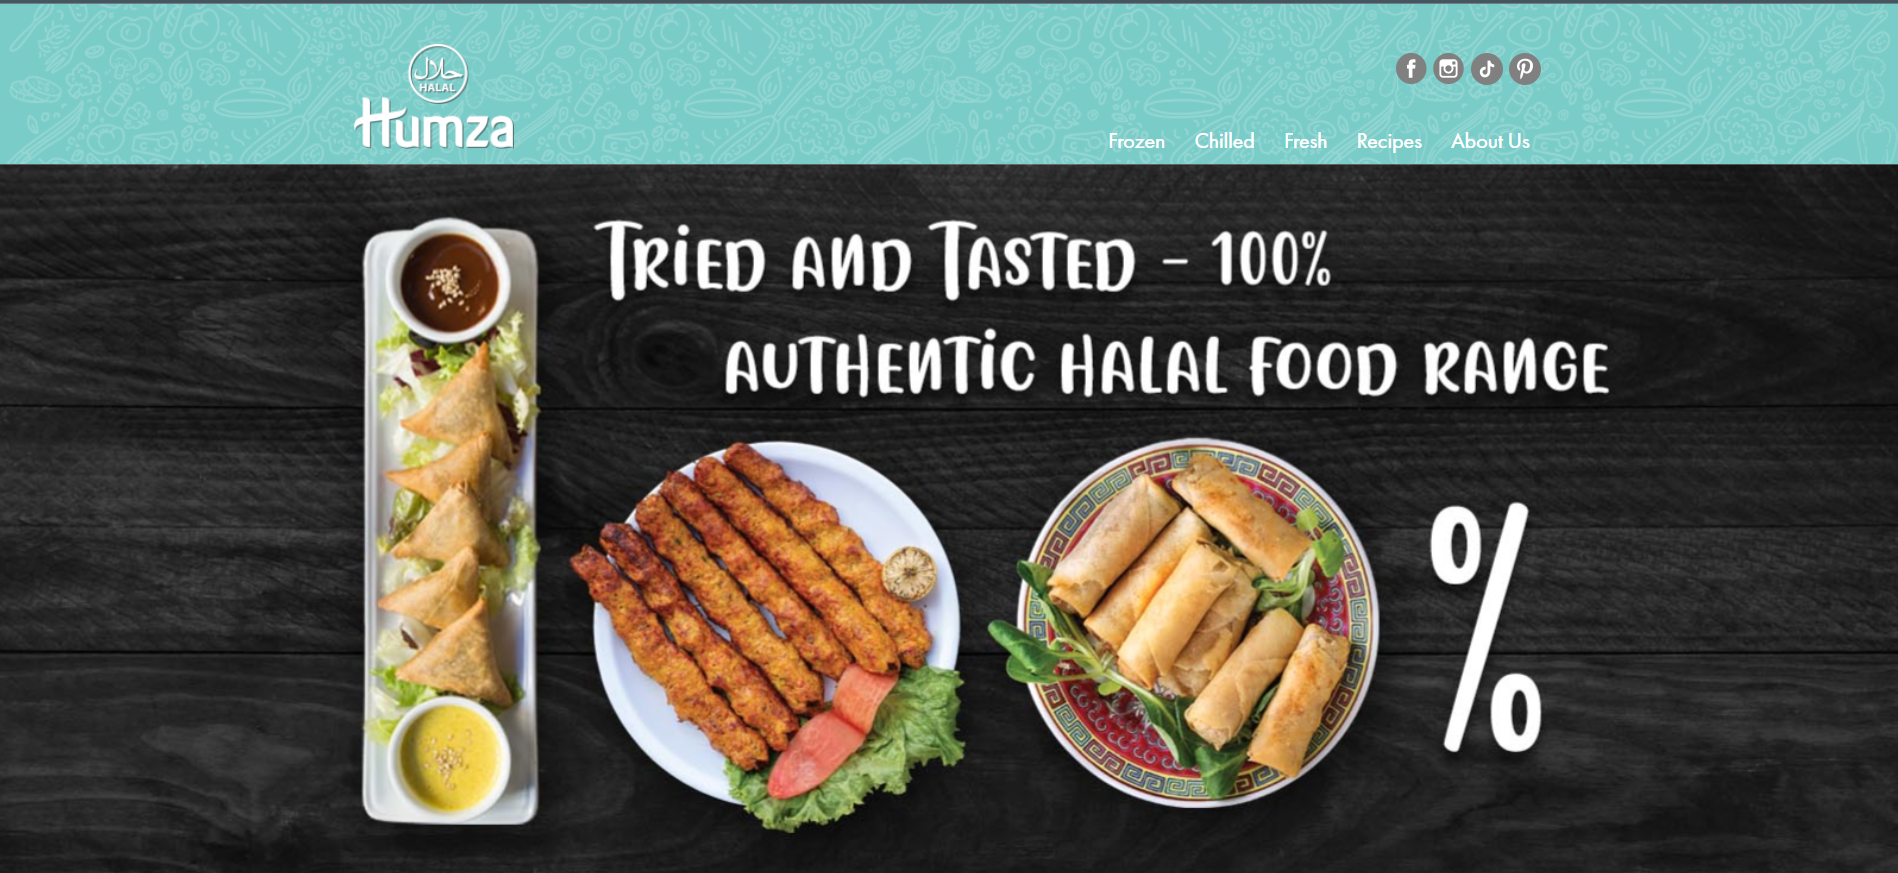 حلال
HALAL
Humza
Frozen Chilled Fresh Recipes About Us
Tried and Tasted - 100%
authentic halal food range
%